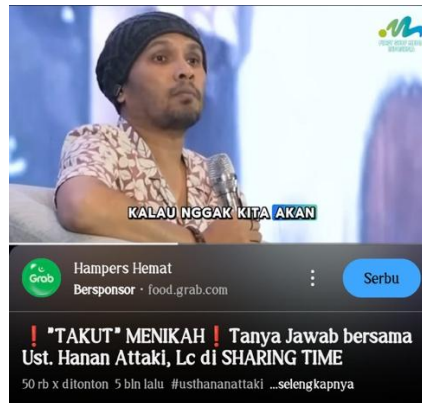 KALAU NGGAK KITA AKAN
Grab
Hampers Hemat
Bersponsor · food.grab.com
Serbu
❗"TAKUT" MENIKAH❗Tanya Jawab bersama
Ust. Hanan Attaki, Lc di SHARING TIME
50 rb x ditonton 5 bln lalu #usthananattaki ...selengkapnya